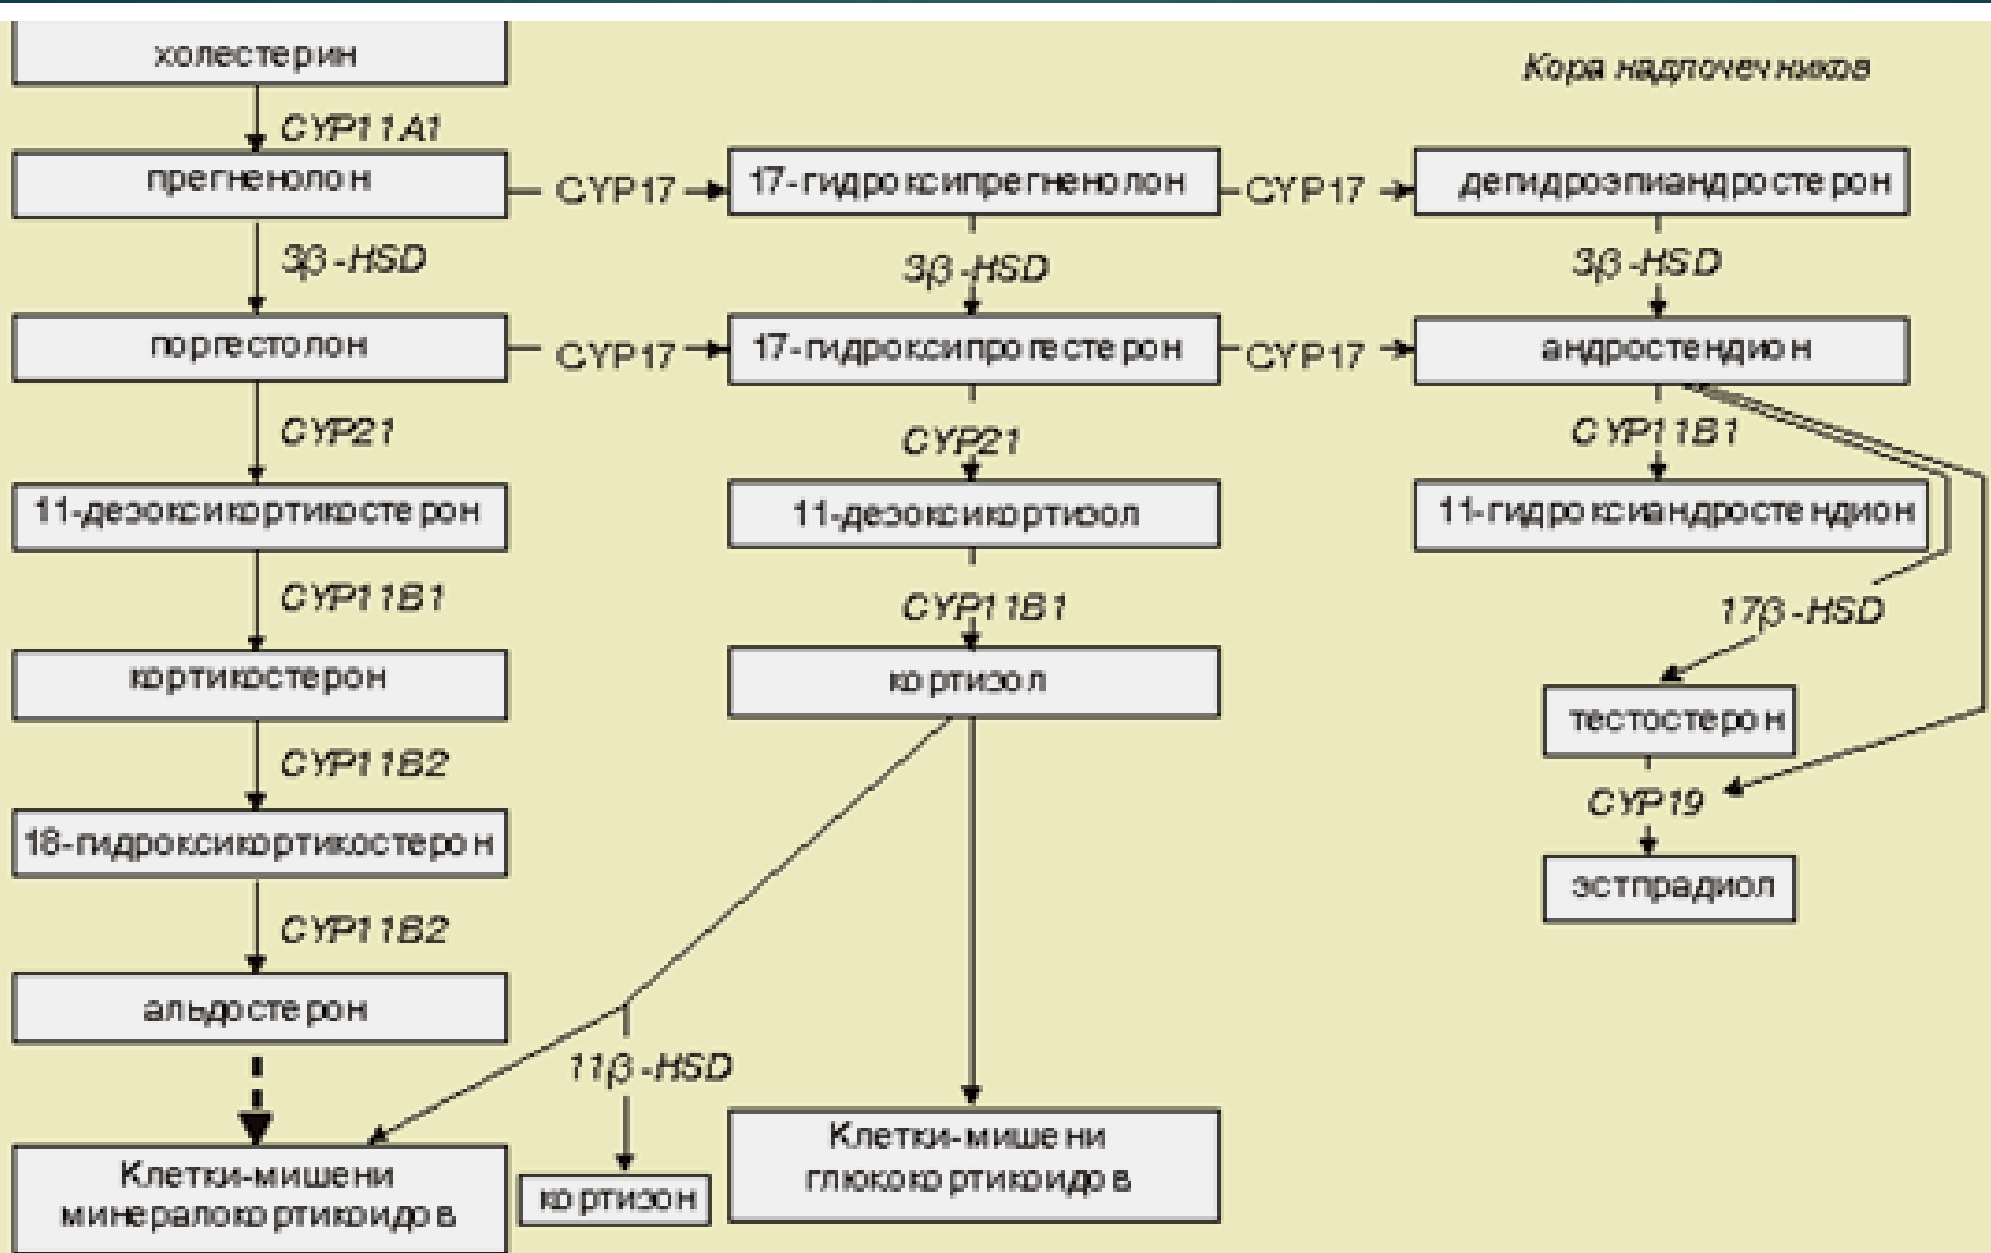 холестерин
Кора надпочечников
CYP11A1
прегненолон
CYP17
17-гидроксипрегненолон
CYP17
дегидроэпиандростерон
3β-HSD
3β-HSD
3β-HSD
поргестолон
CYP17
17-гидроксипрогестерон
CYP17
андростендион
CYP21
CYP21
CYP11B1
11-дезоксикортикостерон
11-дезоксикортизол
11-гидроксиандростендион
CYP11B1
CYP11B1
17β-HSD
кортикостерон
кортизол
тестостерон
CYP11B2
CYP19
18-гидроксикортикостерон
эстпрадиол
CYP11B2
альдостерон
11β-HSD
Клетки-мишени
минералокортикоидов
кортизон
Клетки-мишени
глюкокортикоидов